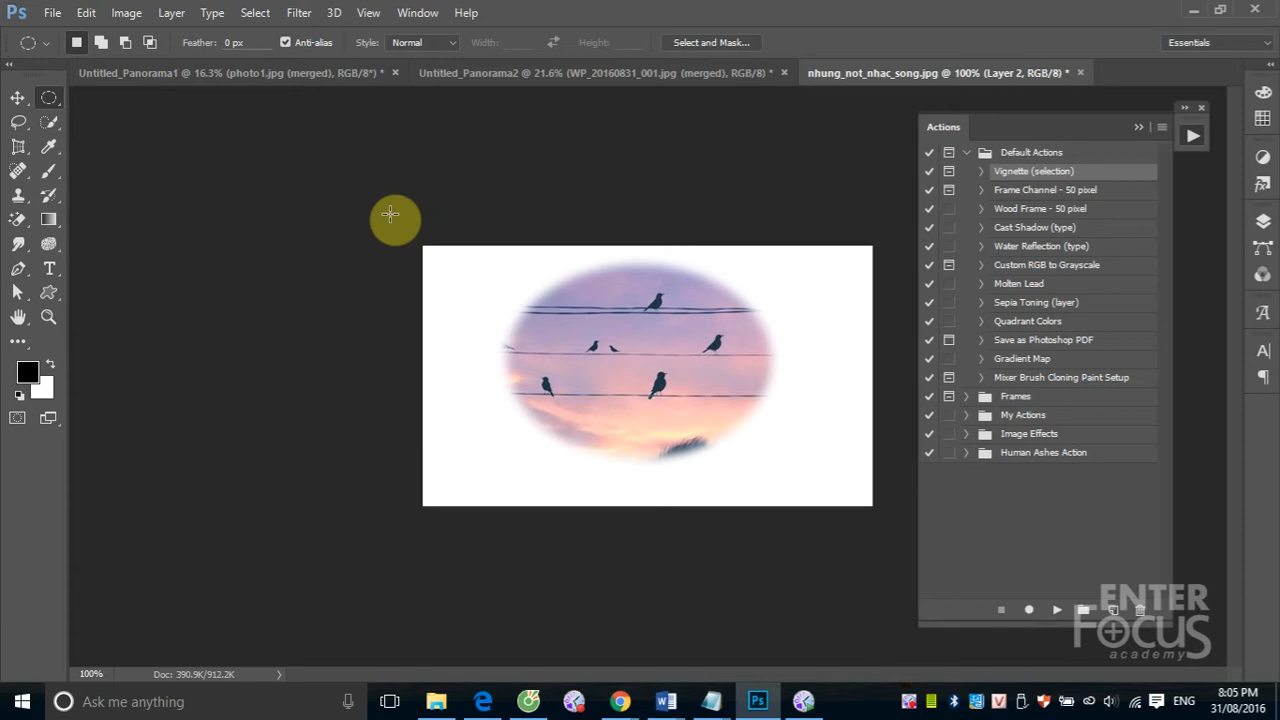 Ps File Edit Image Layer Type Select Filter 3D View Window Help
Feather: 0 px Anti-alias Style: Normal Width: Height: Select and Mask... Essentials
Untitled_Panorama1 @ 16.3% (photo1.jpg (merged), RGB/8*) * × Untitled_Panorama2 @ 21.6% (WP_20160831_001.jpg (merged), RGB/8) * × nhung_not_nhac_song.jpg @ 100% (Layer 2, RGB/8) * ×
Actions
Default Actions
Vignette (selection)
Frame Channel - 50 pixel
Wood Frame - 50 pixel
Cast Shadow (type)
Water Reflection (type)
Custom RGB to Grayscale
Molten Lead
Sepia Toning (layer)
Quadrant Colors
Save as Photoshop PDF
Gradient Map
Mixer Brush Cloning Paint Setup
Frames
My Actions
Image Effects
Human Ashes Action
ENTER
FOCUS
academy
100% Doc: 390.9K/912.2K
Ask me anything
ENG
8:05 PM
31/08/2016